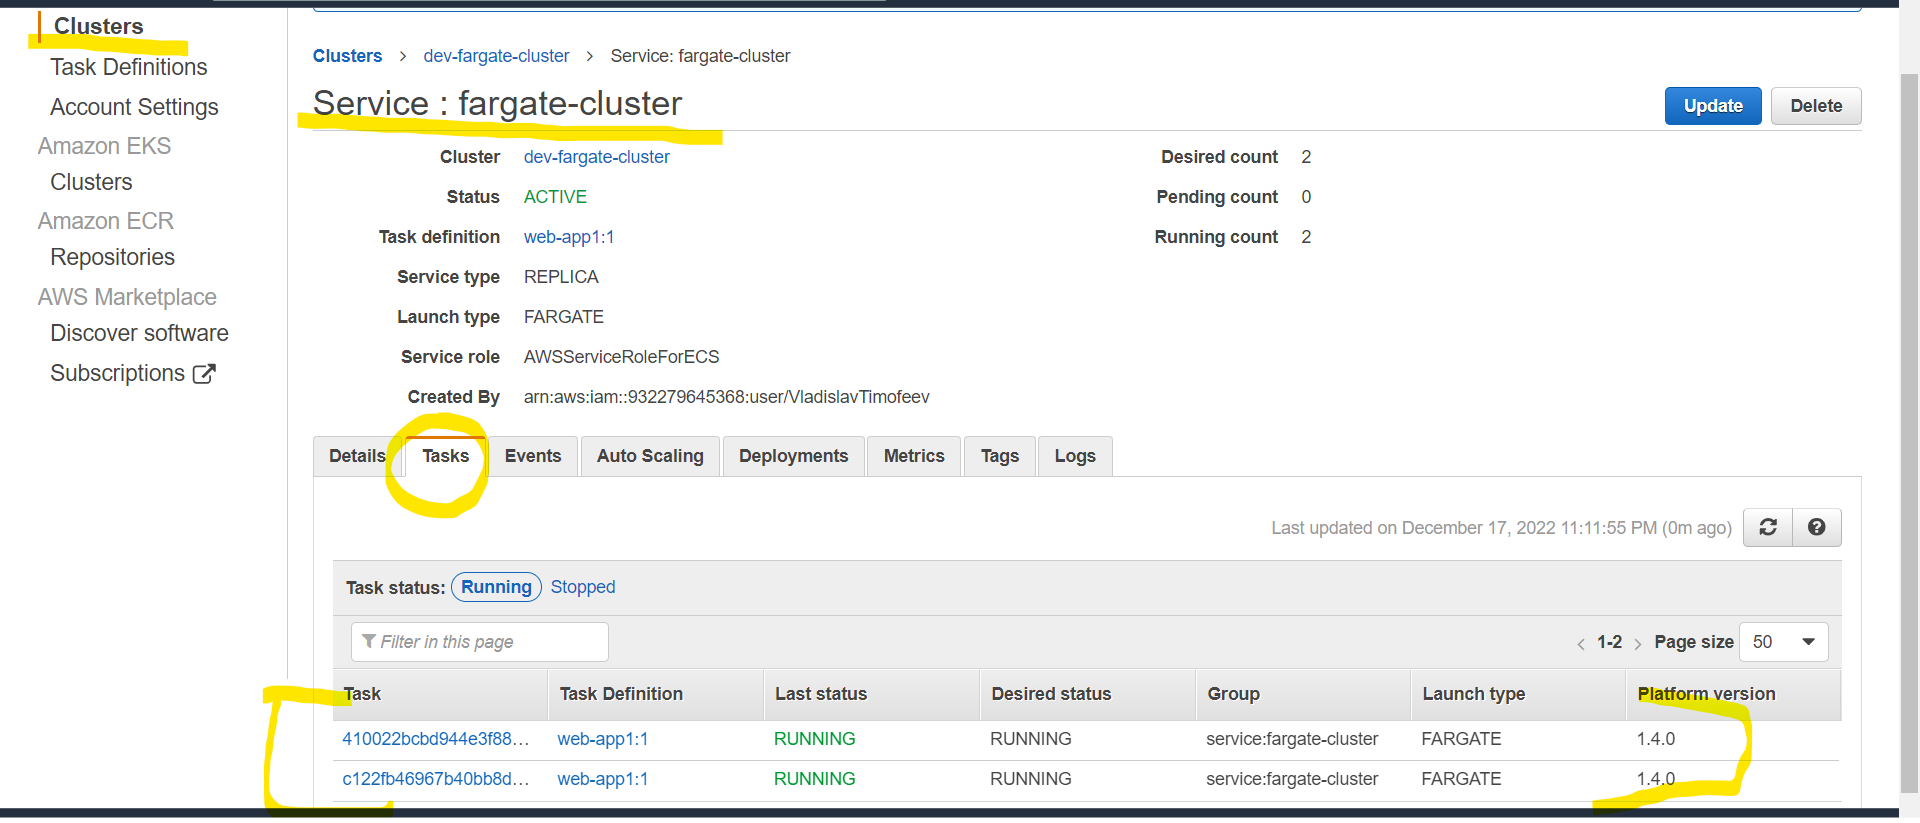 Clusters
Task Definitions
Account Settings
Amazon EKS
Clusters
Amazon ECR
Repositories
AWS Marketplace
Discover software
Subscriptions
Clusters > dev-fargate-cluster > Service: fargate-cluster
Service : fargate-cluster
Update Delete
Cluster dev-fargate-cluster
Status ACTIVE
Task definition web-app1:1
Service type REPLICA
Launch type FARGATE
Service role AWSServiceRoleForECS
Created By arn:aws:iam::932279645368:user/VladislavTimofeev
Desired count 2
Pending count 0
Running count 2
Details Tasks Events Auto Scaling Deployments Metrics Tags Logs
Last updated on December 17, 2022 11:11:55 PM (0m ago)
Task status: Running Stopped
Filter in this page
< 1-2 > Page size 50
Task Task Definition Last status Desired status Group Launch type Platform version
410022bcbd944e3f88... web-app1:1 RUNNING RUNNING service:fargate-cluster FARGATE 1.4.0
c122fb46967b40bb8d... web-app1:1 RUNNING RUNNING service:fargate-cluster FARGATE 1.4.0